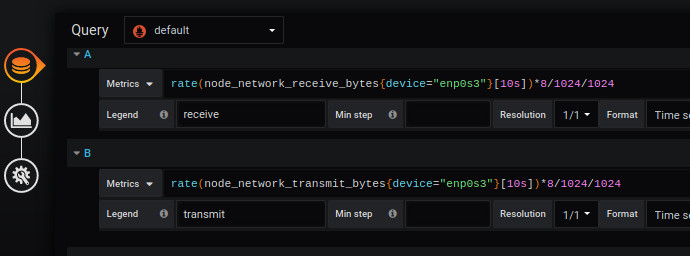 Query default
A
Metrics rate(node_network_receive_bytes{device="enp0s3"}[10s])*8/1024/1024
Legend receive Min step Resolution 1/1 Format Time se
B
Metrics rate(node_network_transmit_bytes{device="enp0s3"}[10s])*8/1024/1024
Legend transmit Min step Resolution 1/1 Format Time se